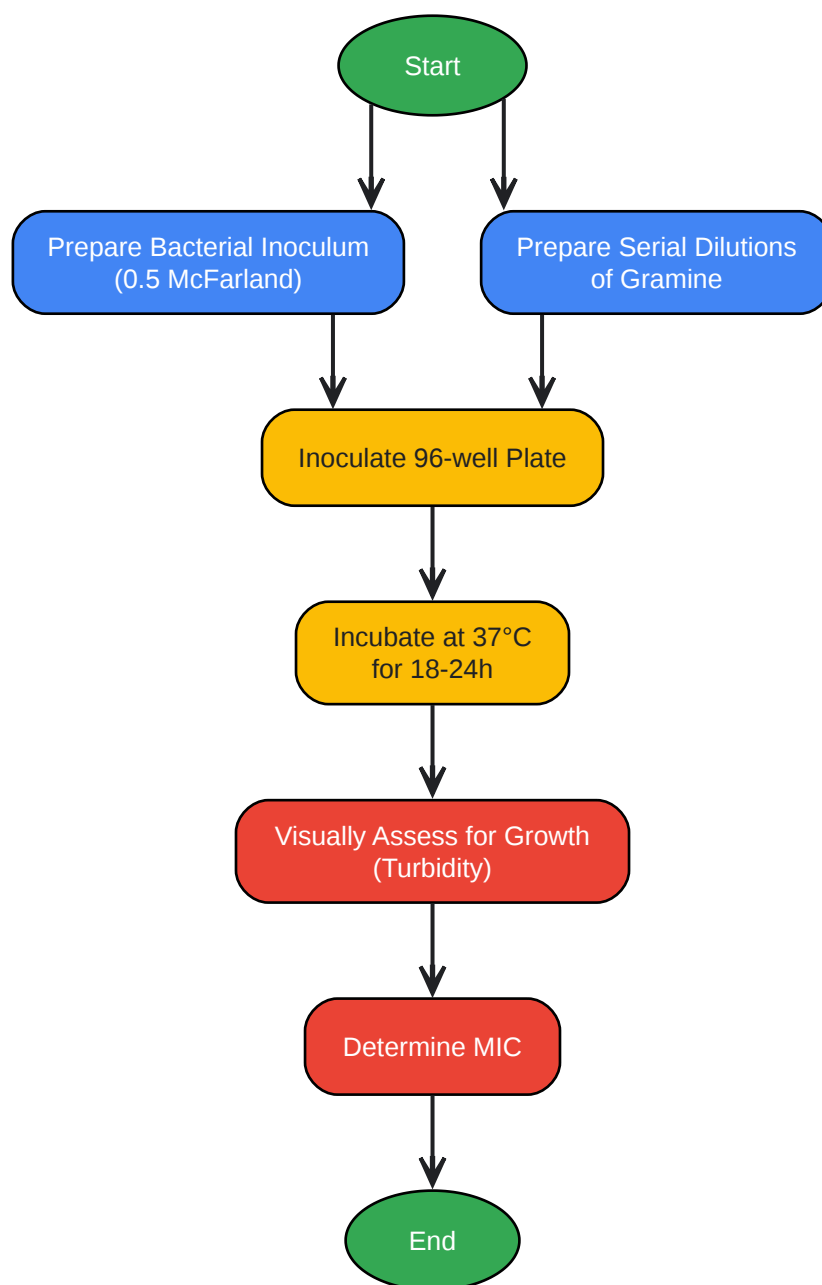 Start
Prepare Bacterial Inoculum
(0.5 McFarland)
Prepare Serial Dilutions
of Gramine
Inoculate 96-well Plate
Incubate at 37°C
for 18-24h
Visually Assess for Growth
(Turbidity)
Determine MIC
End